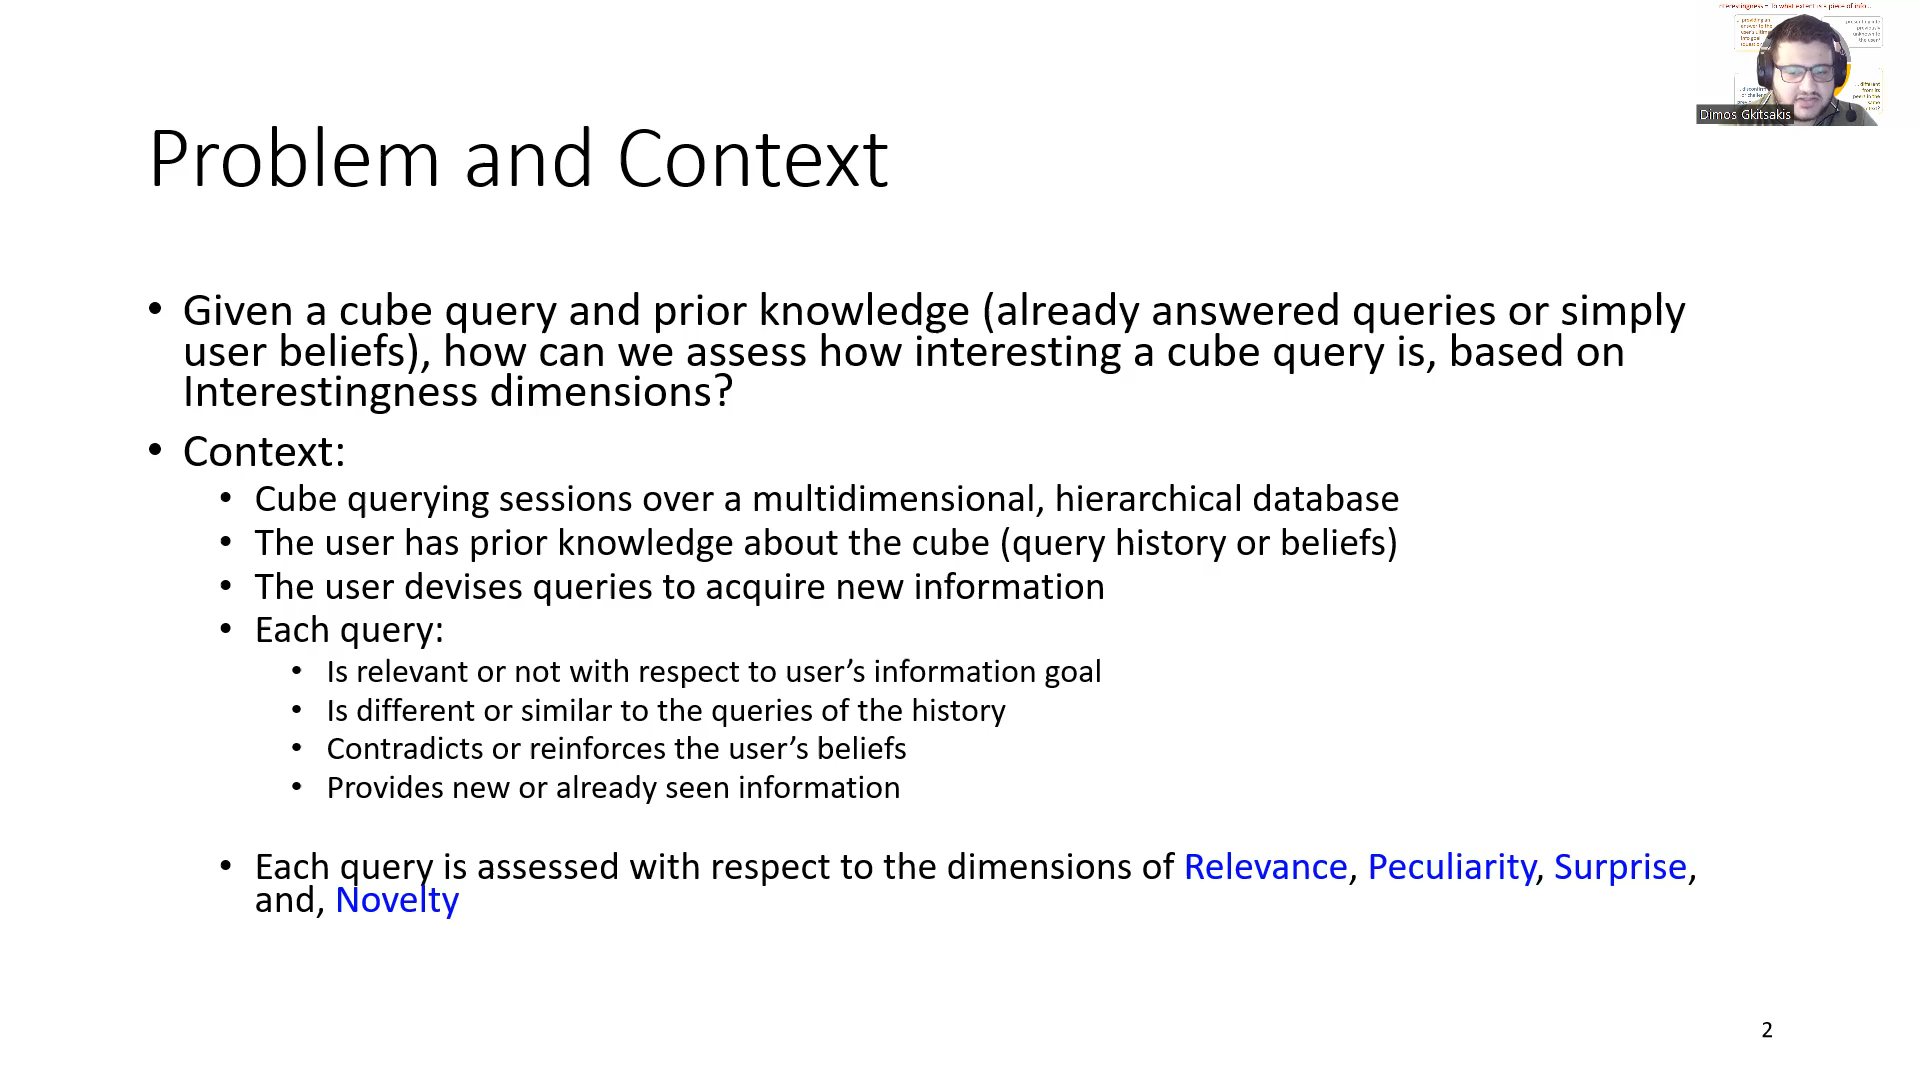 Problem and Context
• Given a cube query and prior knowledge (already answered queries or simply
user beliefs), how can we assess how interesting a cube query is, based on
Interestingness dimensions?
• Context:
• Cube querying sessions over a multidimensional, hierarchical database
• The user has prior knowledge about the cube (query history or beliefs)
• The user devises queries to acquire new information
• Each query:
• Is relevant or not with respect to user’s information goal
• Is different or similar to the queries of the history
• Contradicts or reinforces the user’s beliefs
• Provides new or already seen information
• Each query is assessed with respect to the dimensions of Relevance, Peculiarity, Surprise,
and, Novelty
2
Dimos Gkitsakis